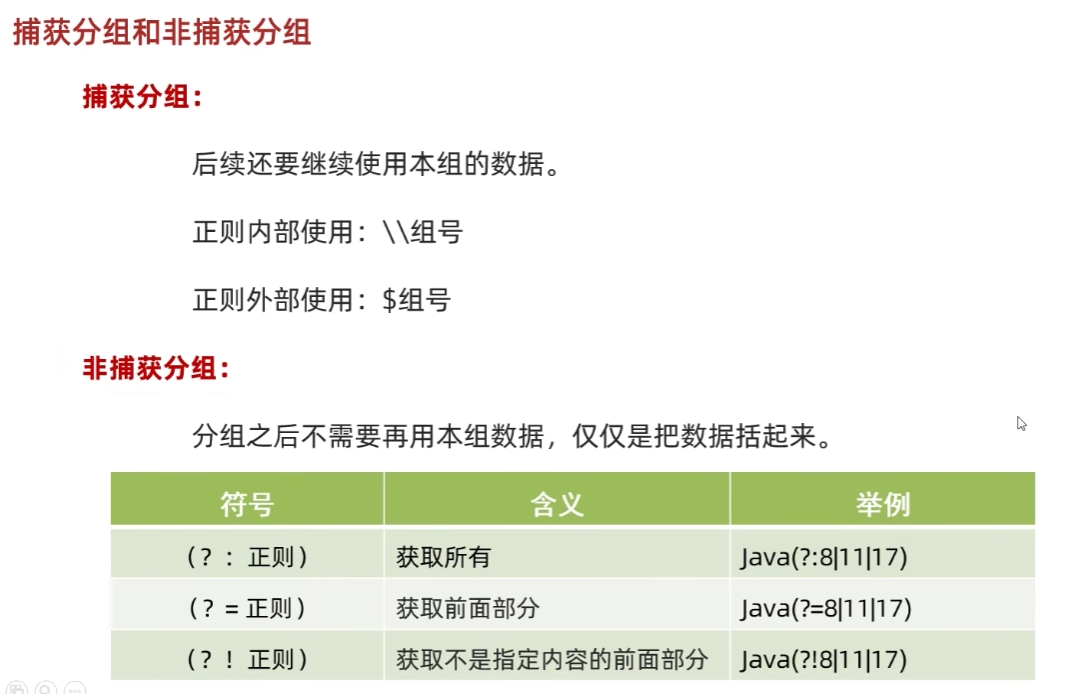 捕获分组和非捕获分组
捕获分组：
后续还要继续使用本组的数据。
正则内部使用：\\组号
正则外部使用：$组号
非捕获分组：
分组之后不需要再用本组数据，仅仅是把数据括起来。
符号 含义 举例
（？：正则） 获取所有 Java(?:8|11|17)
（？=正则） 获取前面部分 Java(?=8|11|17)
（？！正则） 获取不是指定内容的前面部分 Java(?!8|11|17)